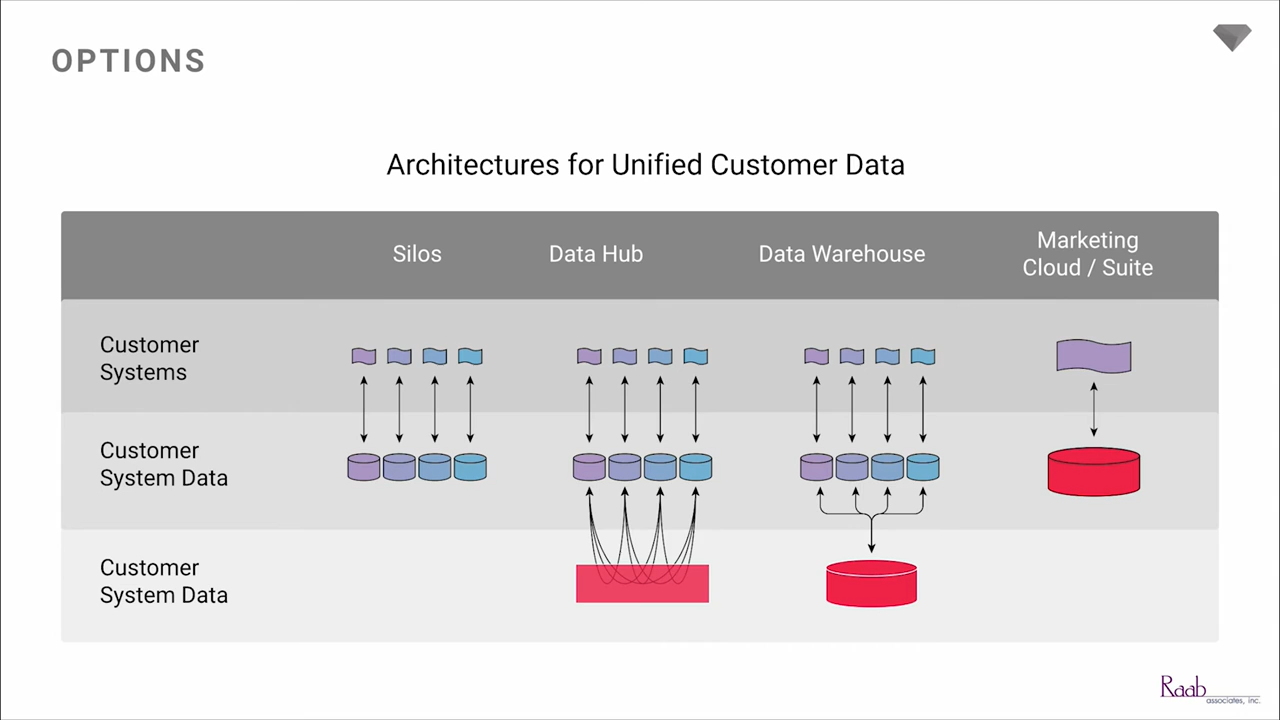 OPTIONS
Architectures for Unified Customer Data
Silos
Data Hub
Data Warehouse
Marketing
Cloud / Suite
Customer
Systems
Customer
System Data
Customer
System Data
Raab
associates, inc.